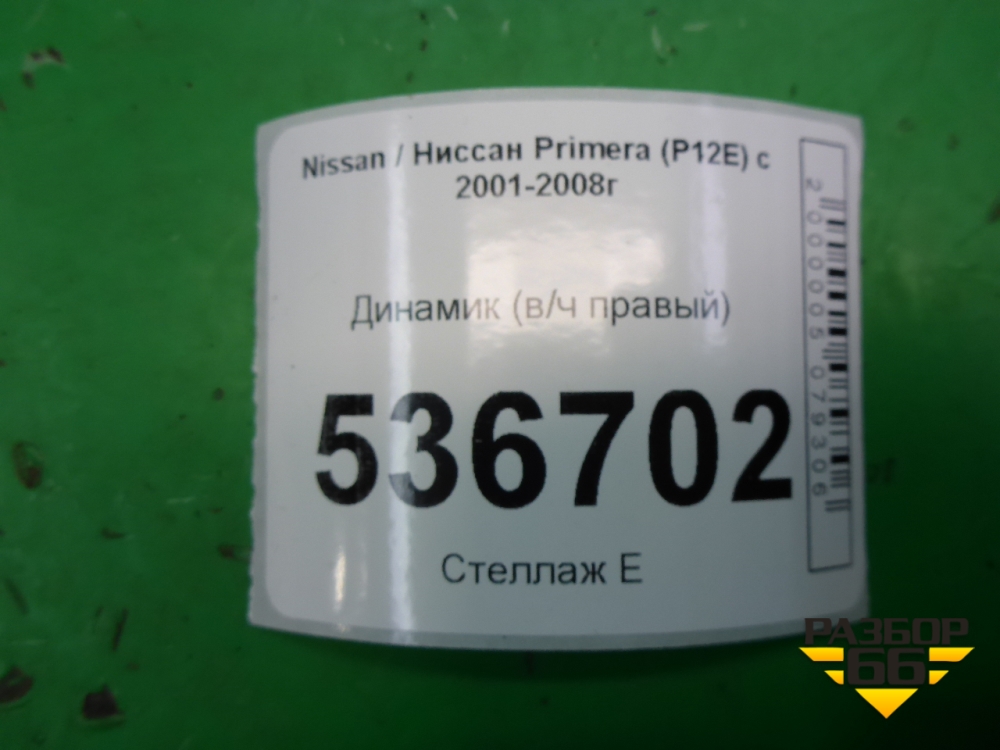 Nissan / Ниссан Primera (P12E) с
2001-2008г
Динамик (в/ч правый)
536702
Стеллаж Е
2000005079306
РАЗБОР
66